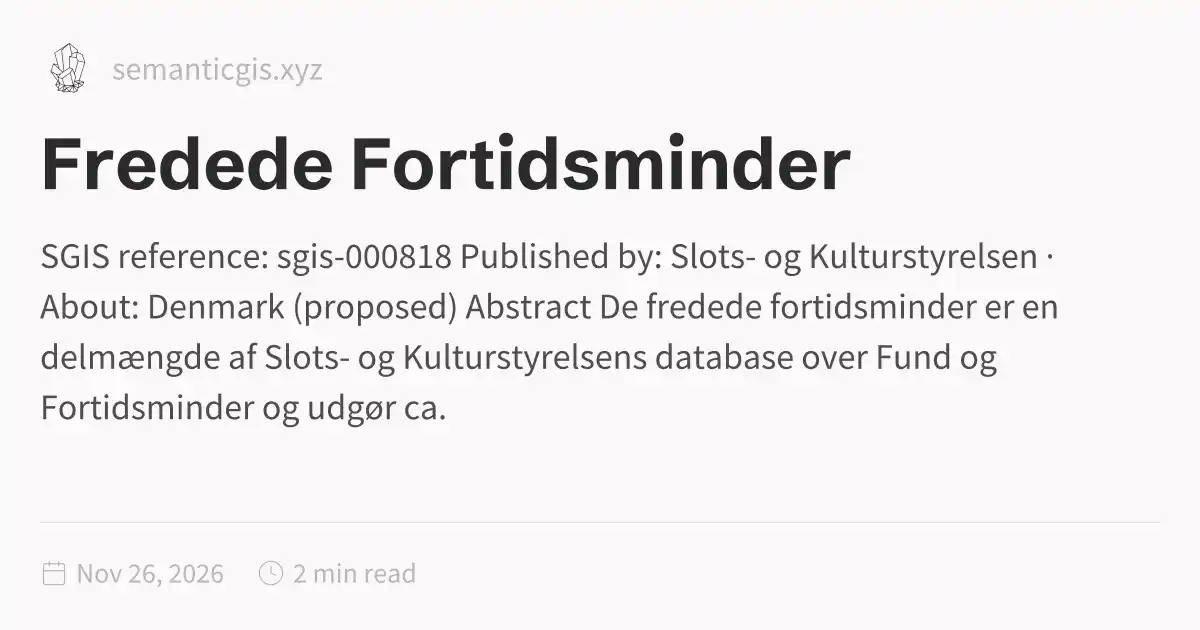 semanticgis.xyz
Fredede Fortidsminder
SGIS reference: sgis-000818 Published by: Slots- og Kulturstyrelsen ·
About: Denmark (proposed) Abstract De fredede fortidsminder er en
delmængde af Slots- og Kulturstyrelsens database over Fund og
Fortidsminder og udgør ca.
Nov 26, 2026 2 min read